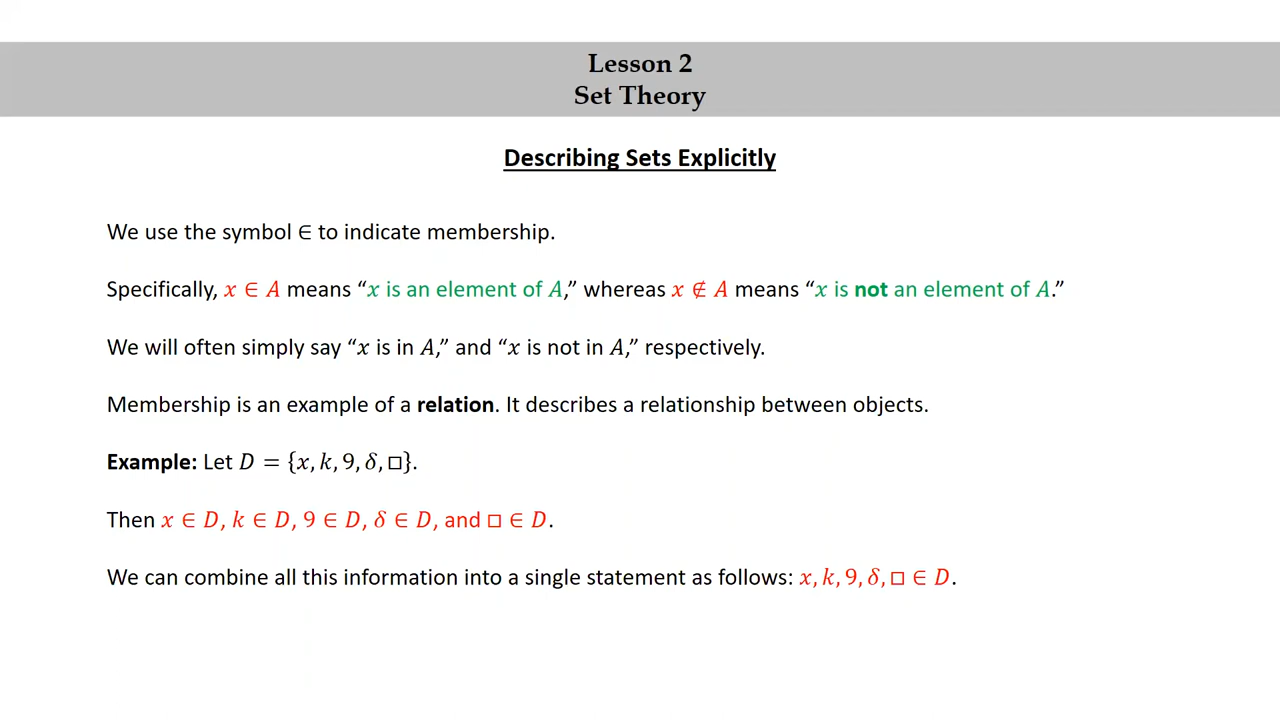 Lesson 2
Set Theory
Describing Sets Explicitly
We use the symbol ∈ to indicate membership.
Specifically, 𝑥 ∈ 𝐴 means “𝑥 is an element of 𝐴,” whereas 𝑥 ∉ 𝐴 means “𝑥 is not an element of 𝐴.”
We will often simply say “𝑥 is in 𝐴,” and “𝑥 is not in 𝐴,” respectively.
Membership is an example of a relation. It describes a relationship between objects.
Example: Let 𝐷 = {𝑥, 𝑘, 9, 𝛿, □}.
Then 𝑥 ∈ 𝐷, 𝑘 ∈ 𝐷, 9 ∈ 𝐷, 𝛿 ∈ 𝐷, and □ ∈ 𝐷.
We can combine all this information into a single statement as follows: 𝑥, 𝑘, 9, 𝛿, □ ∈ 𝐷.